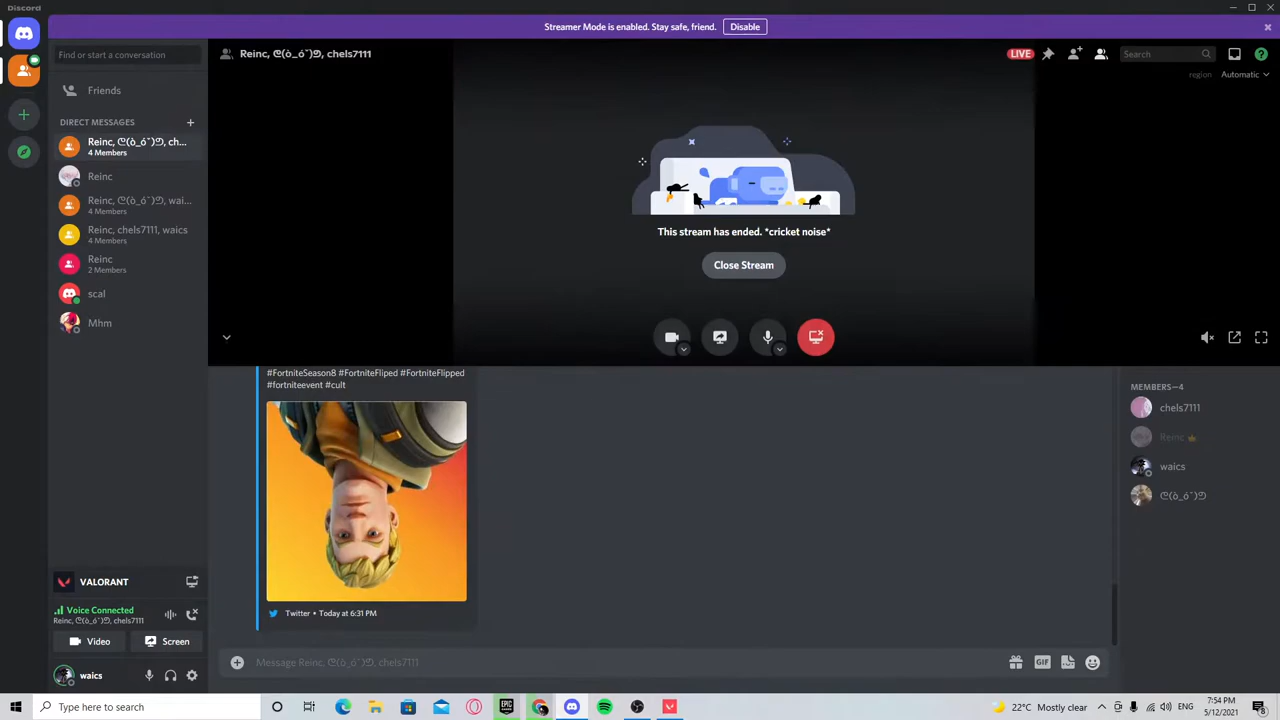 Discord
Streamer Mode is enabled. Stay safe, friend.
Disable
Find or start a conversation
Reinc, ლ(ò_óˇ)ლ, chels7111
LIVE
Search
region
Automatic
Friends
DIRECT MESSAGES
Reinc, ლ(ò_óˇ)ლ, ch...
4 Members
Reinc
Reinc, ლ(ò_óˇ)ლ, wai...
4 Members
Reinc, chels7111, waics
4 Members
Reinc
2 Members
scal
Mhm
This stream has ended. *cricket noise*
Close Stream
#FortniteSeason8 #FortniteFliped #FortniteFlipped
#fortniteevent #cult
Twitter • Today at 6:31 PM
MEMBERS—4
chels7111
Reinc
waics
ლ(ò_óˇ)ლ
VALORANT
Voice Connected
Reinc, ლ(ò_óˇ)ლ, chels7111
Video
Screen
waics
Message Reinc, ლ(ò_óˇ)ლ, chels7111
GIF
Type here to search
EPIC
22°C Mostly clear
ENG
7:54 PM
5/12/2021
8